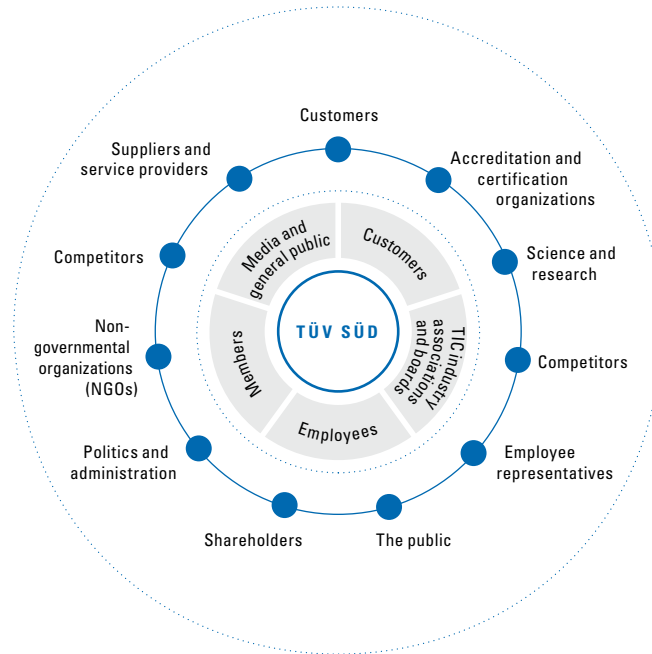 Customers
Suppliers and
service providers
Accreditation and
certification
organizations
Media and
general public
Customers
Competitors
Science and
research
TÜV SÜD
TIC industry
associations
and boards
Members
Non-
governmental
organizations
(NGOs)
Competitors
Employees
Politics and
administration
Employee
representatives
Shareholders
The public